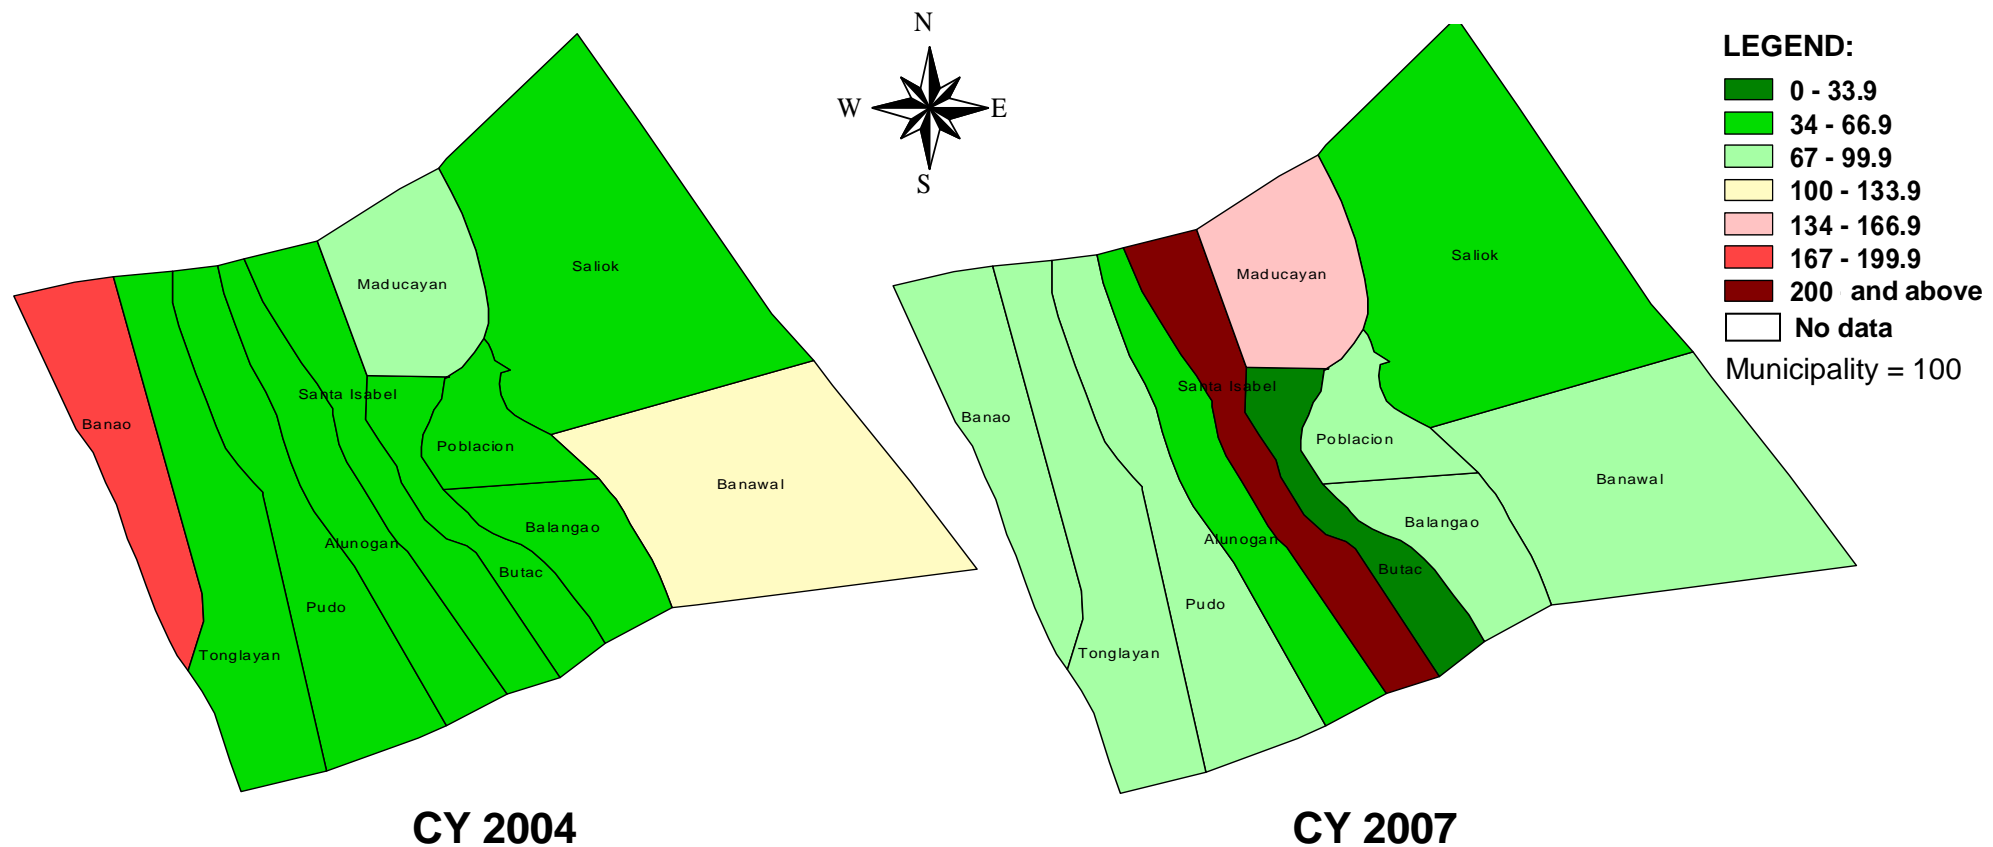 N
W
E
S
LEGEND:
0 - 33.9
34 - 66.9
67 - 99.9
100 - 133.9
134 - 166.9
167 - 199.9
200 and above
No data
Municipality = 100
Saliok
Maducayan
Santa Isabel
Banao
Poblacion
Banawal
Balangao
Alunogan
Butac
Pudo
Tonglayan
CY 2004
Saliok
Maducayan
Santa Isabel
Banao
Poblacion
Banawal
Balangao
Alunogan
Butac
Pudo
Tonglayan
CY 2007